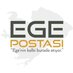 EGE
POSTASI
"Ege'nin kalbi burada atıyor"